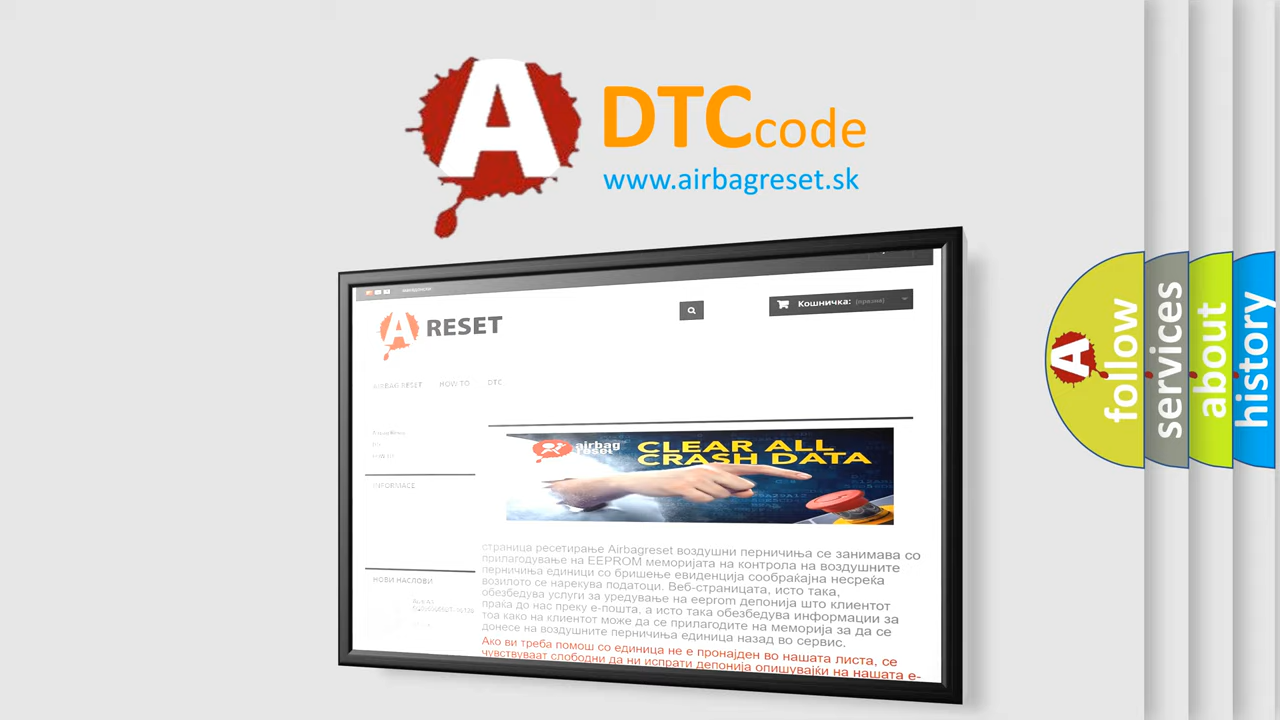 A
DTC code
www.airbagreset.sk
A RESET
Кошничка: (празна)
AIRBAG RESET HOW TO DTC
airbag
reset
CLEAR ALL
CRASH DATA
INFORMACE
НОВИ НАСЛОВИ
страница ресетирање Airbagreset воздушни перничиња се занимава со
прилагодување на EEPROM меморијата на контрола на воздушните
перничиња единици со бришење евиденција сообраќајна несреќа
возилото се нарекува податоци. Веб-страницата, исто така,
обезбедува услуги за уредување на eeprom депонија што клиентот
праќа до нас преку е-пошта, а исто така обезбедува информации за
тоа како на клиентот може да се прилагодите на меморија за да се
донесе на воздушните перничиња единица назад во сервис.
Ако ви треба помош со единица не е пронајден во нашата листа, се
чувствуваат слободни да ни испрати депонија опишувајќи на нашата е-
A
follow
services
about
history